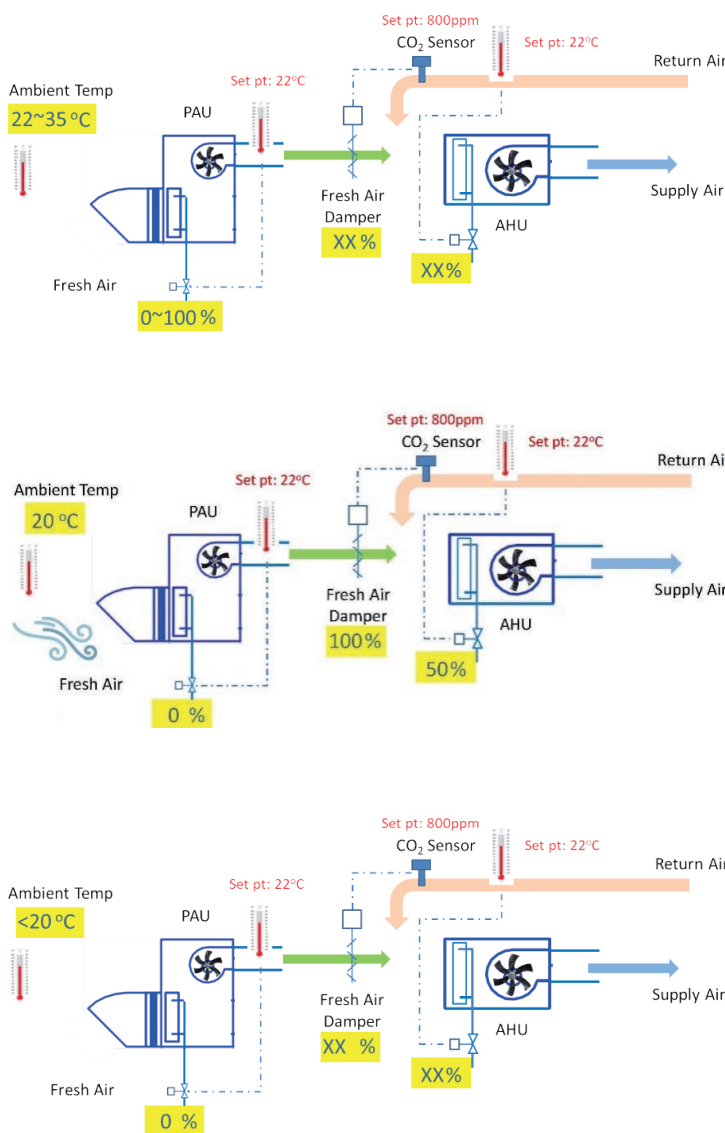 Set pt: 800ppm
CO₂ Sensor
Set pt: 22°C
Return Air
Ambient Temp
22~35 °C
PAU
Set pt: 22°C
Fresh Air
Damper
XX %
AHU
Supply Air
Fresh Air
XX%
0~100 %
Set pt: 800ppm
CO₂ Sensor
Set pt: 22°C
Return Air
Ambient Temp
20 °C
PAU
Set pt: 22°C
Fresh Air
Damper
100%
AHU
Supply Air
Fresh Air
50%
0 %
Set pt: 800ppm
CO₂ Sensor
Set pt: 22°C
Return Air
Ambient Temp
<20 °C
PAU
Set pt: 22°C
Fresh Air
Damper
XX %
AHU
Supply Air
Fresh Air
XX%
0 %